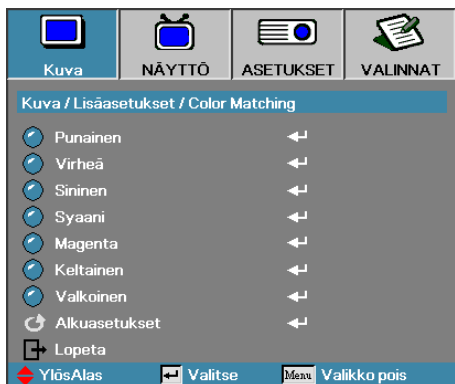 Kuva NÄYTTÖ ASETUKSET VALINNAT
Kuva / Lisäasetukset / Color Matching
Punainen
Virheä
Sininen
Syaani
Magenta
Keltainen
Valkoinen
Alkuasetukset
Lopeta
YlösAlas Valitse Menu Valikko pois